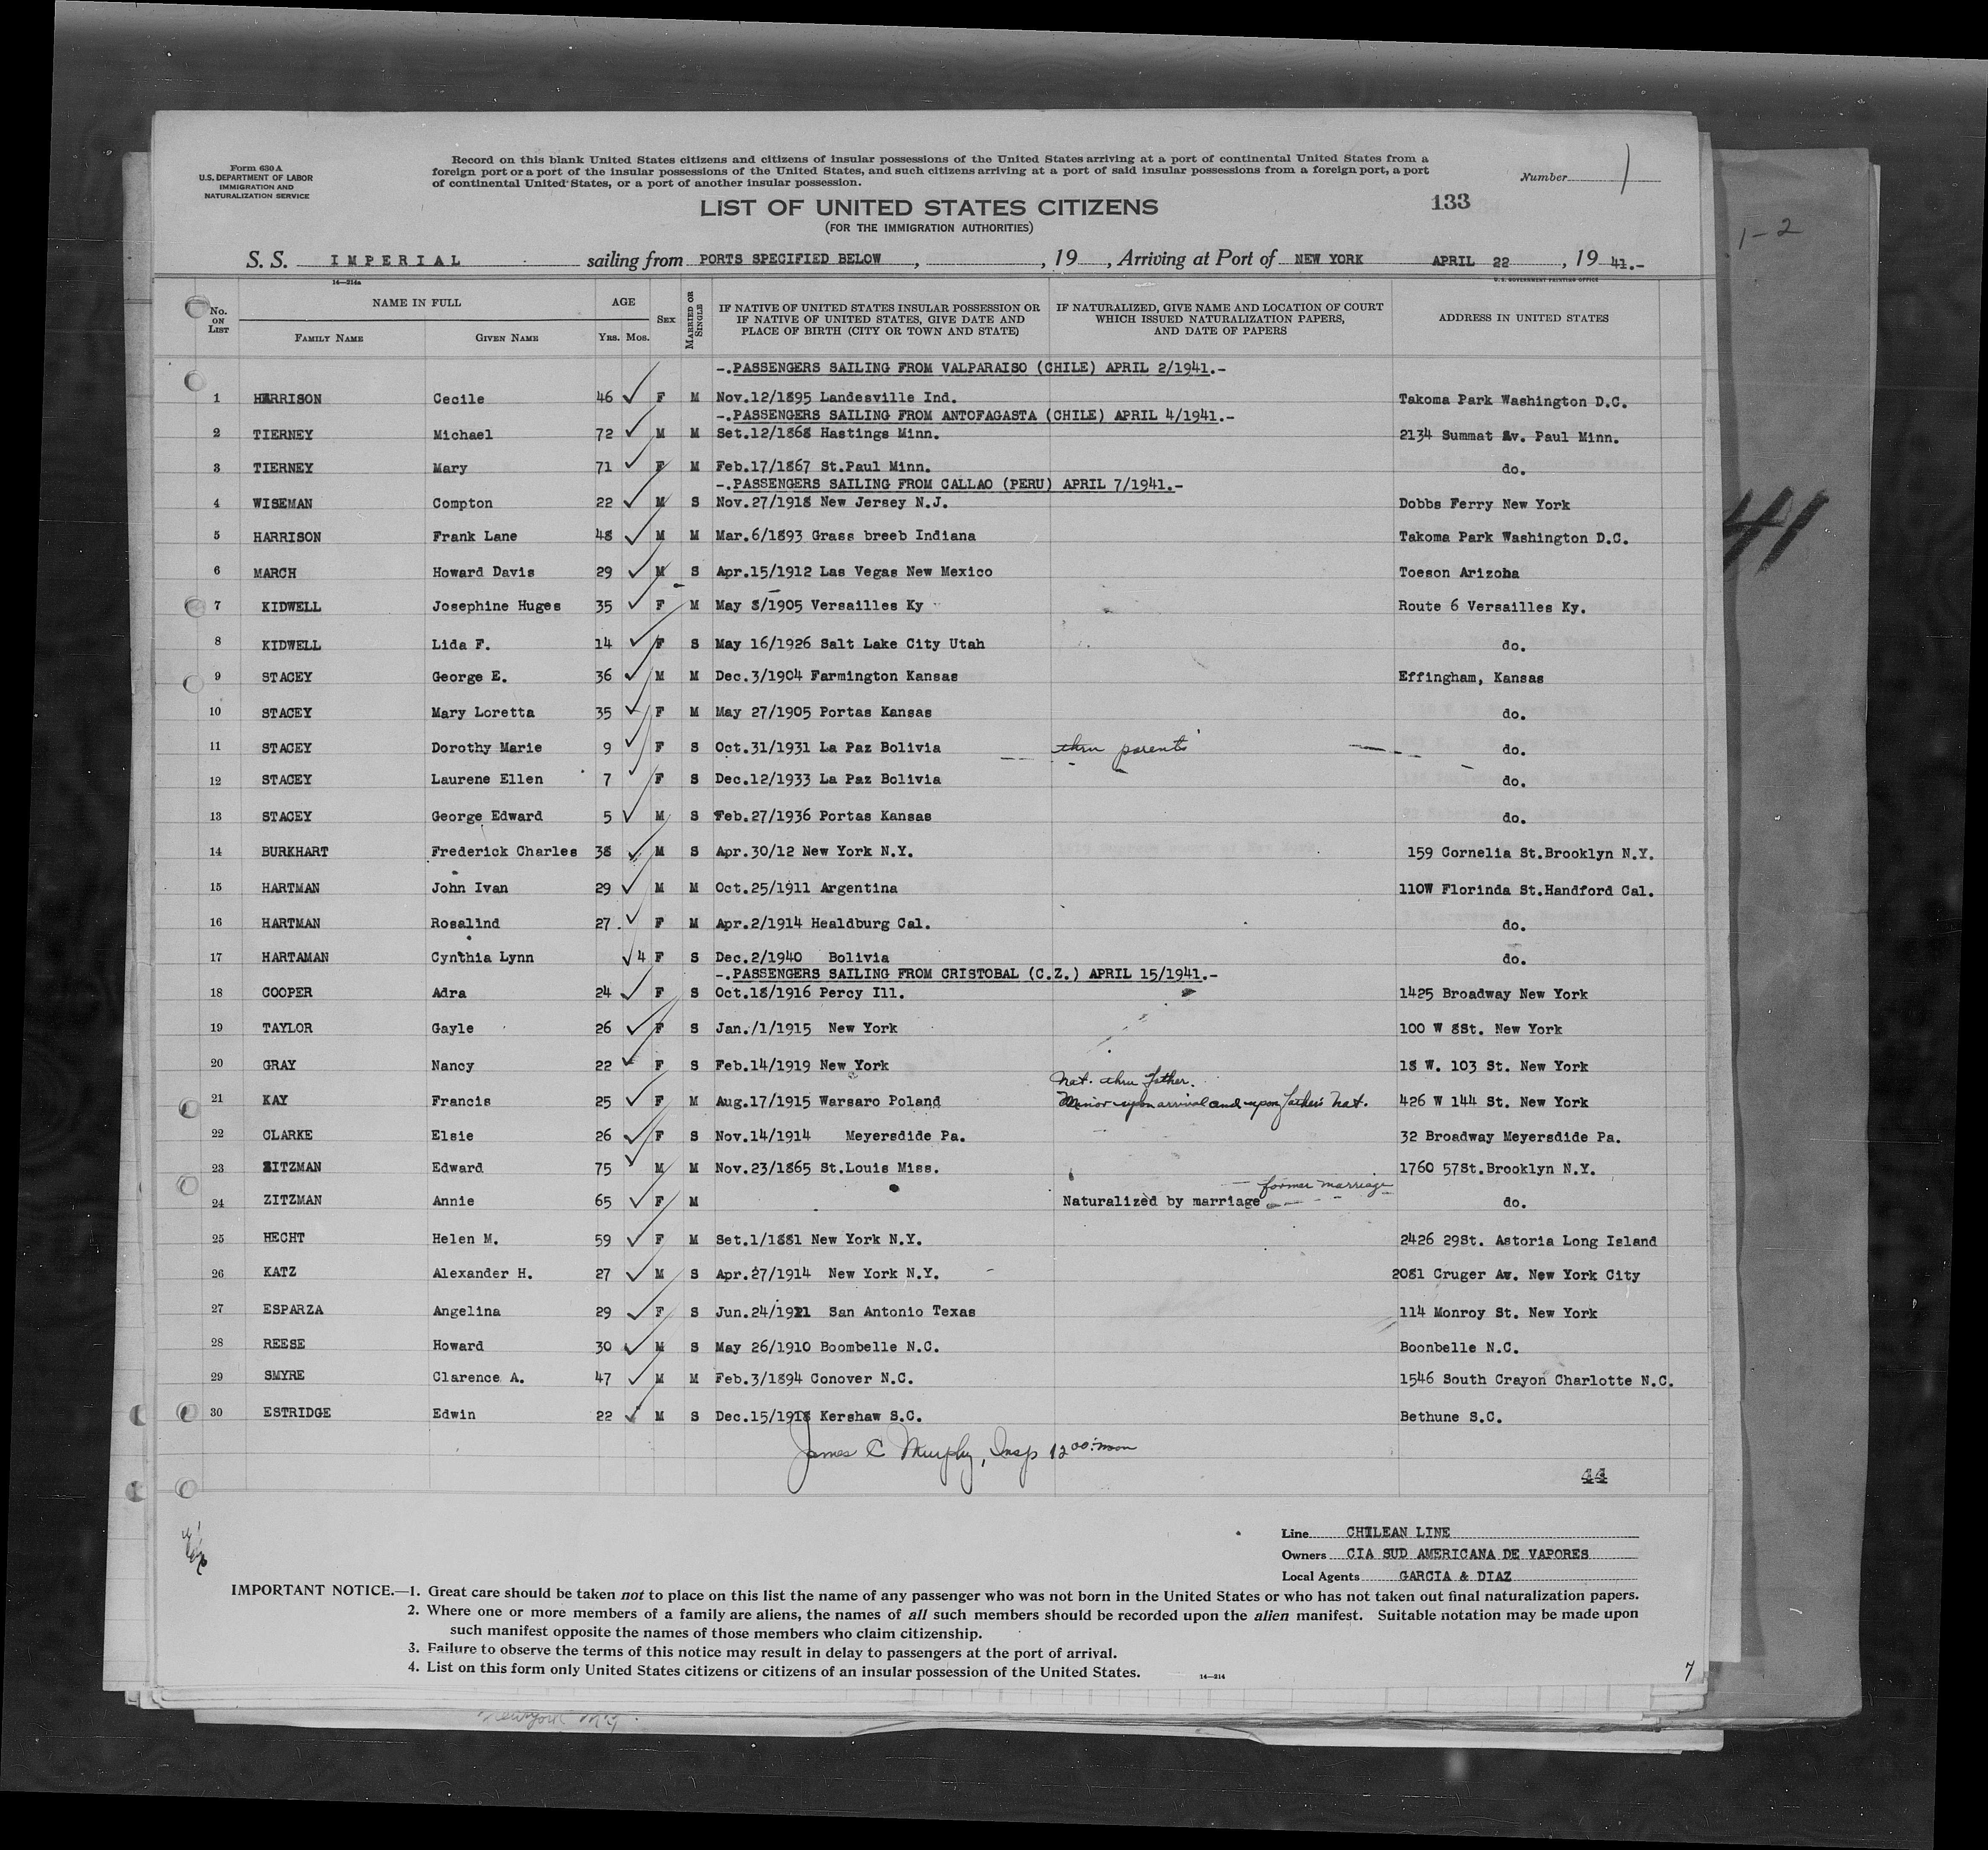 Form 630 A
U.S. DEPARTMENT OF LABOR
IMMIGRATION AND
NATURALIZATION SERVICE
Record on this blank United States citizens and citizens of insular possessions of the United States arriving at a port of continental United States from a
foreign port or a port of the insular possessions of the United States, and such citizens arriving at a port of said insular possessions from a foreign port, a port
of continental United States, or a port of another insular possession.
Number
133
1-2
LIST OF UNITED STATES CITIZENS
(FOR THE IMMIGRATION AUTHORITIES)
S. S. IMPERIAL sailing from PORTS SPECIFIED BELOW , , 19 , Arriving at Port of NEW YORK APRIL 22 , 19 41.-
14—214a
U. S. GOVERNMENT PRINTING OFFICE
No. ON LIST NAME IN FULL AGE SEX MARRIED OR SINGLE IF NATIVE OF UNITED STATES INSULAR POSSESSION OR IF NATIVE OF UNITED STATES, GIVE DATE AND PLACE OF BIRTH (CITY OR TOWN AND STATE) IF NATURALIZED, GIVE NAME AND LOCATION OF COURT WHICH ISSUED NATURALIZATION PAPERS, AND DATE OF PAPERS ADDRESS IN UNITED STATES
FAMILY NAME GIVEN NAME YRS. MOS.
-.PASSENGERS SAILING FROM VALPARAISO (CHILE) APRIL 2/1941.-
1 HARRISON Cecile 46 F M Nov.12/1895 Landesville Ind. Takoma Park Washington D.C.
-.PASSENGERS SAILING FROM ANTOFAGASTA (CHILE) APRIL 4/1941.-
2 TIERNEY Michael 72 M M Set.12/1868 Hastings Minn. 2134 Summat Av. Paul Minn.
3 TIERNEY Mary 71 F M Feb.17/1867 St.Paul Minn. do.
-.PASSENGERS SAILING FROM CALLAO (PERU) APRIL 7/1941.-
4 WISEMAN Compton 22 M S Nov.27/1918 New Jersey N.J. Dobbs Ferry New York
5 HARRISON Frank Lane 48 M M Mar.6/1893 Grass breeb Indiana Takoma Park Washington D.C.
6 MARCH Howard Davis 29 M S Apr.15/1912 Las Vegas New Mexico Toeson Arizona
7 KIDWELL Josephine Huges 35 F M May 8/1905 Versailles Ky Route 6 Versailles Ky.
8 KIDWELL Lida F. 14 F S May 16/1926 Salt Lake City Utah do.
9 STACEY George E. 36 M M Dec.3/1904 Farmington Kansas Effingham, Kansas
10 STACEY Mary Loretta 35 F M May 27/1905 Portas Kansas do.
11 STACEY Dorothy Marie 9 F S Oct.31/1931 La Paz Bolivia thru parents do.
12 STACEY Laurene Ellen 7 F S Dec.12/1933 La Paz Bolivia do.
13 STACEY George Edward 5 M S Feb.27/1936 Portas Kansas do.
14 BURKHART Frederick Charles 38 M S Apr.30/12 New York N.Y. 159 Cornelia St.Brooklyn N.Y.
15 HARTMAN John Ivan 29 M M Oct.25/1911 Argentina 110W Florinda St.Handford Cal.
16 HARTMAN Rosalind 27 F M Apr.2/1914 Healdburg Cal. do.
17 HARTAMAN Cynthia Lynn 4 F S Dec.2/1940 Bolivia do.
-.PASSENGERS SAILING FROM CRISTOBAL (C.Z.) APRIL 15/1941.-
18 COOPER Adra 24 F S Oct.18/1916 Percy Ill. 1425 Broadway New York
19 TAYLOR Gayle 26 F S Jan./1/1915 New York 100 W 8St. New York
20 GRAY Nancy 22 F S Feb.14/1919 New York 18 W. 103 St. New York
Nat. thru Father.
21 KAY Francis 25 F M Aug.17/1915 Warsaro Poland Minor upon arrival and upon father's Nat. 426 W 144 St. New York
22 CLARKE Elsie 26 F S Nov.14/1914 Meyersdide Pa. 32 Broadway Meyersdide Pa.
23 ZITZMAN Edward 75 M M Nov.23/1865 St.Louis Miss. 1760 57St.Brooklyn N.Y.
former marriage
24 ZITZMAN Annie 65 F M Naturalized by marriage do.
25 HECHT Helen M. 59 F M Set.1/1881 New York N.Y. 2426 29St. Astoria Long Island
26 KATZ Alexander H. 27 M S Apr.27/1914 New York N.Y. 2081 Cruger Av. New York City
27 ESPARZA Angelina 29 F S Jun.24/1911 San Antonio Texas 114 Monroy St. New York
28 REESE Howard 30 M S May 26/1910 Boombelle N.C. Boonbelle N.C.
29 SMYRE Clarence A. 47 M M Feb.3/1894 Conover N.C. 1546 South Crayon Charlotte N.C.
30 ESTRIDGE Edwin 22 M S Dec.15/1918 Kershaw S.C. Bethune S.C.
James C Murphy, Insp 12 00 noon
44
41
Line CHILEAN LINE
Owners CIA SUD AMERICANA DE VAPORES
Local Agents GARCIA & DIAZ
IMPORTANT NOTICE.—1. Great care should be taken not to place on this list the name of any passenger who was not born in the United States or who has not taken out final naturalization papers.
2. Where one or more members of a family are aliens, the names of all such members should be recorded upon the alien manifest. Suitable notation may be made upon
such manifest opposite the names of those members who claim citizenship.
3. Failure to observe the terms of this notice may result in delay to passengers at the port of arrival.
4. List on this form only United States citizens or citizens of an insular possession of the United States.
14—214
7